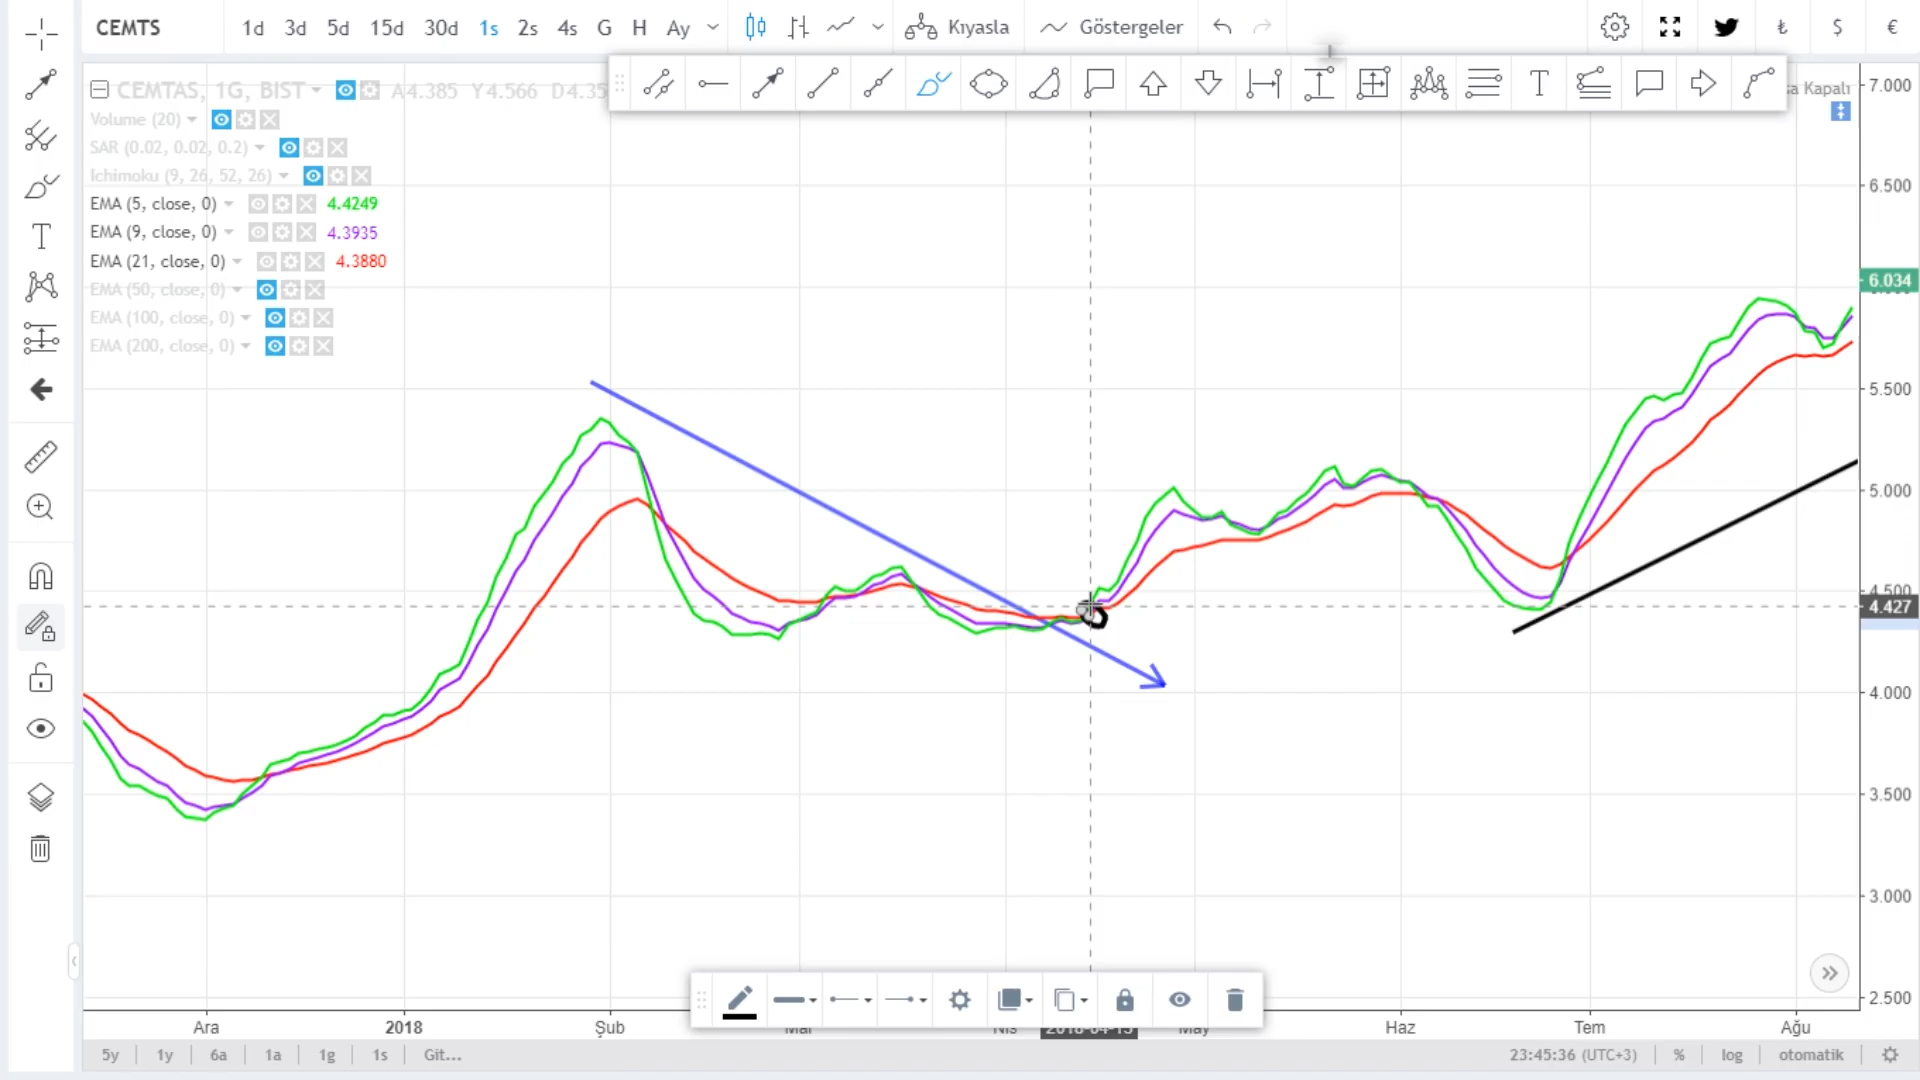 CEMTS 1d 3d 5d 15d 30d 1s 2s 4s G H Ay Kıyasla Göstergeler ₺ $ €
CEMTAS, 1G, BIST A4.385 Y4.566 Kapalı
Volume (20)
SAR (0.02, 0.02, 0.2)
Ichimoku (9, 26, 52, 26)
EMA (5, close, 0) 4.4249
EMA (9, close, 0) 4.3935
EMA (21, close, 0) 4.3880
EMA (50, close, 0)
EMA (100, close, 0)
EMA (200, close, 0)
7.000
6.500
6.034
5.500
5.000
4.427
4.000
3.500
3.000
2.500
Ara 2018 Şub Mar Nis May Haz Tem Ağu
5y 1y 6a 1a 1g 1s Git... 23:45:36 (UTC+3) % log otomatik